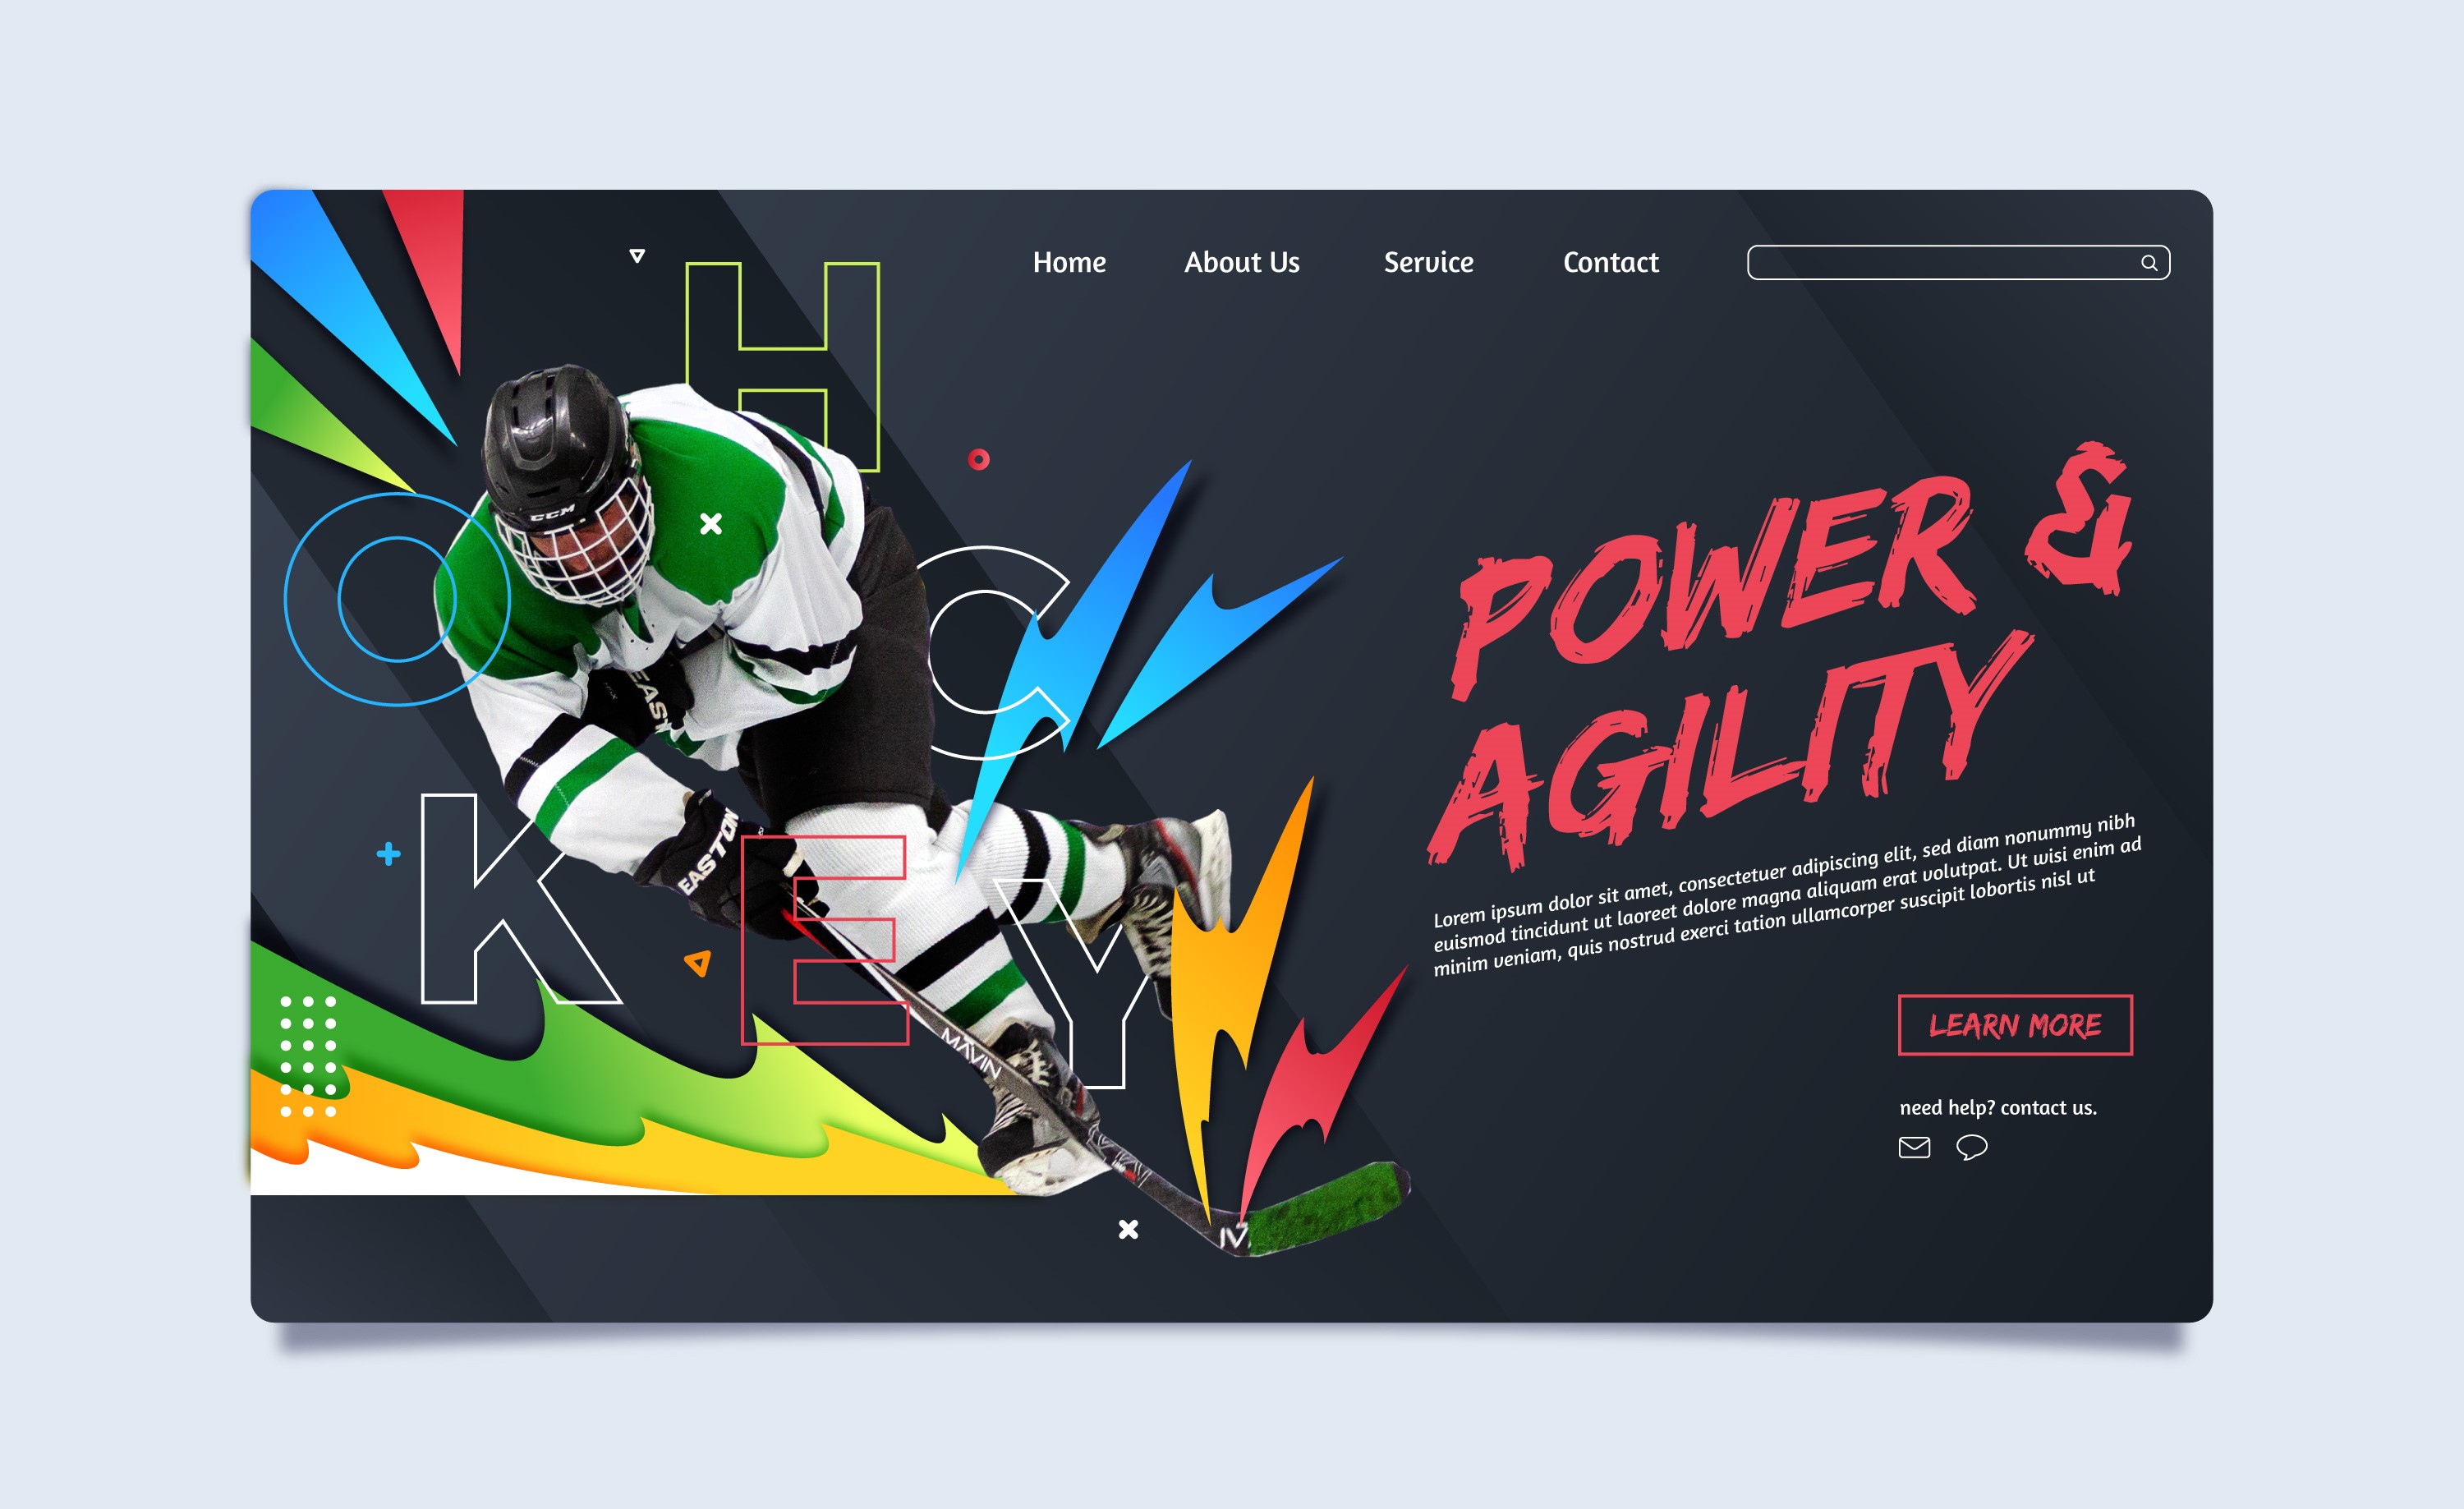 Home About Us Service Contact
H
O
C
K
E
Y
CCM
EAST
EASTON
MAVIN
POWER &
AGILITY
Lorem ipsum dolor sit amet, consectetuer adipiscing elit, sed diam nonummy nibh
euismod tincidunt ut laoreet dolore magna aliquam erat volutpat. Ut wisi enim ad
minim veniam, quis nostrud exerci tation ullamcorper suscipit lobortis nisl ut
LEARN MORE
need help? contact us.